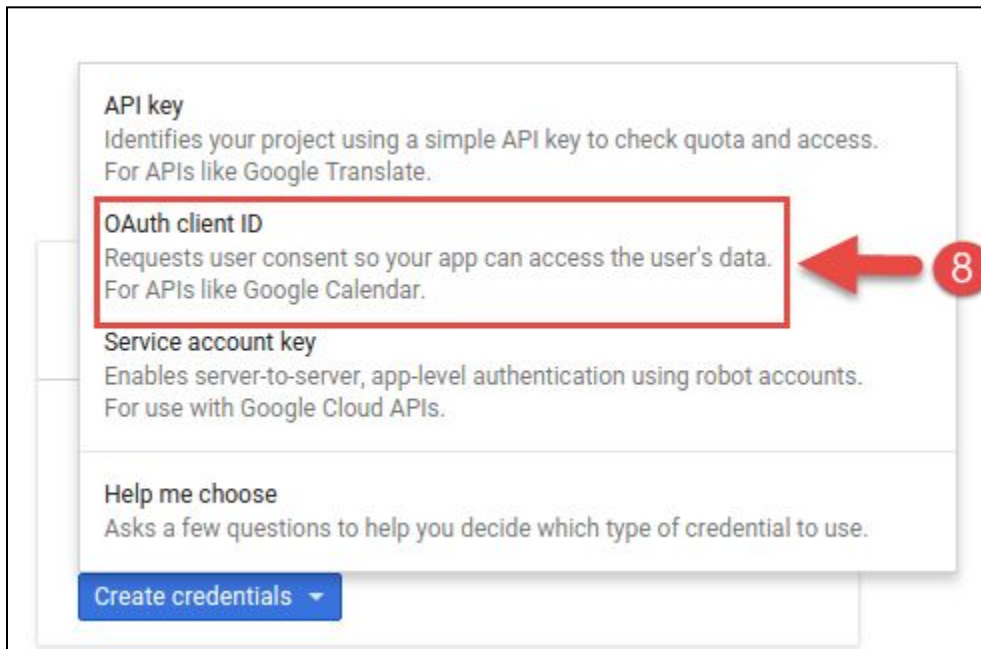 API key
Identifies your project using a simple API key to check quota and access.
For APIs like Google Translate.
OAuth client ID
Requests user consent so your app can access the user's data.
For APIs like Google Calendar.
8
Service account key
Enables server-to-server, app-level authentication using robot accounts.
For use with Google Cloud APIs.
Help me choose
Asks a few questions to help you decide which type of credential to use.
Create credentials